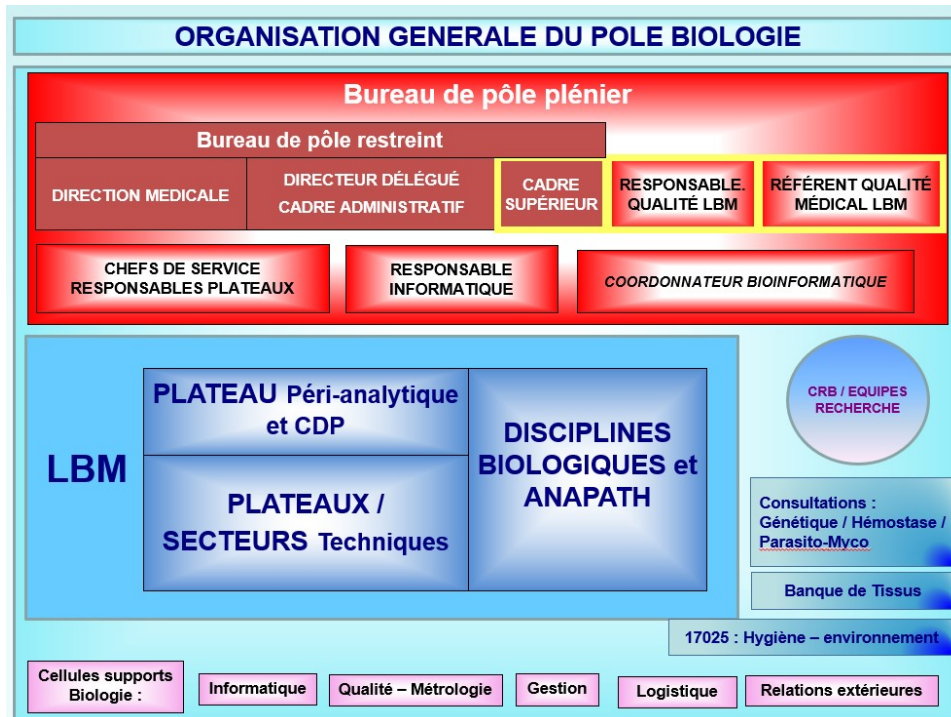 ORGANISATION GENERALE DU POLE BIOLOGIE
Bureau de pôle plénier
Bureau de pôle restreint
DIRECTION MEDICALE
DIRECTEUR DÉLÉGUÉ
CADRE ADMINISTRATIF
CADRE
SUPÉRIEUR
RESPONSABLE.
QUALITÉ LBM
RÉFÉRENT QUALITÉ
MÉDICAL LBM
CHEFS DE SERVICE
RESPONSABLES PLATEAUX
RESPONSABLE
INFORMATIQUE
COORDONNATEUR BIOINFORMATIQUE
LBM
PLATEAU Péri-analytique
et CDP
PLATEAUX /
SECTEURS Techniques
DISCIPLINES
BIOLOGIQUES et
ANAPATH
CRB / EQUIPES
RECHERCHE
Consultations :
Génétique / Hémostase /
Parasito-Myco
Banque de Tissus
17025 : Hygiène – environnement
Cellules supports
Biologie :
Informatique
Qualité – Métrologie
Gestion
Logistique
Relations extérieures